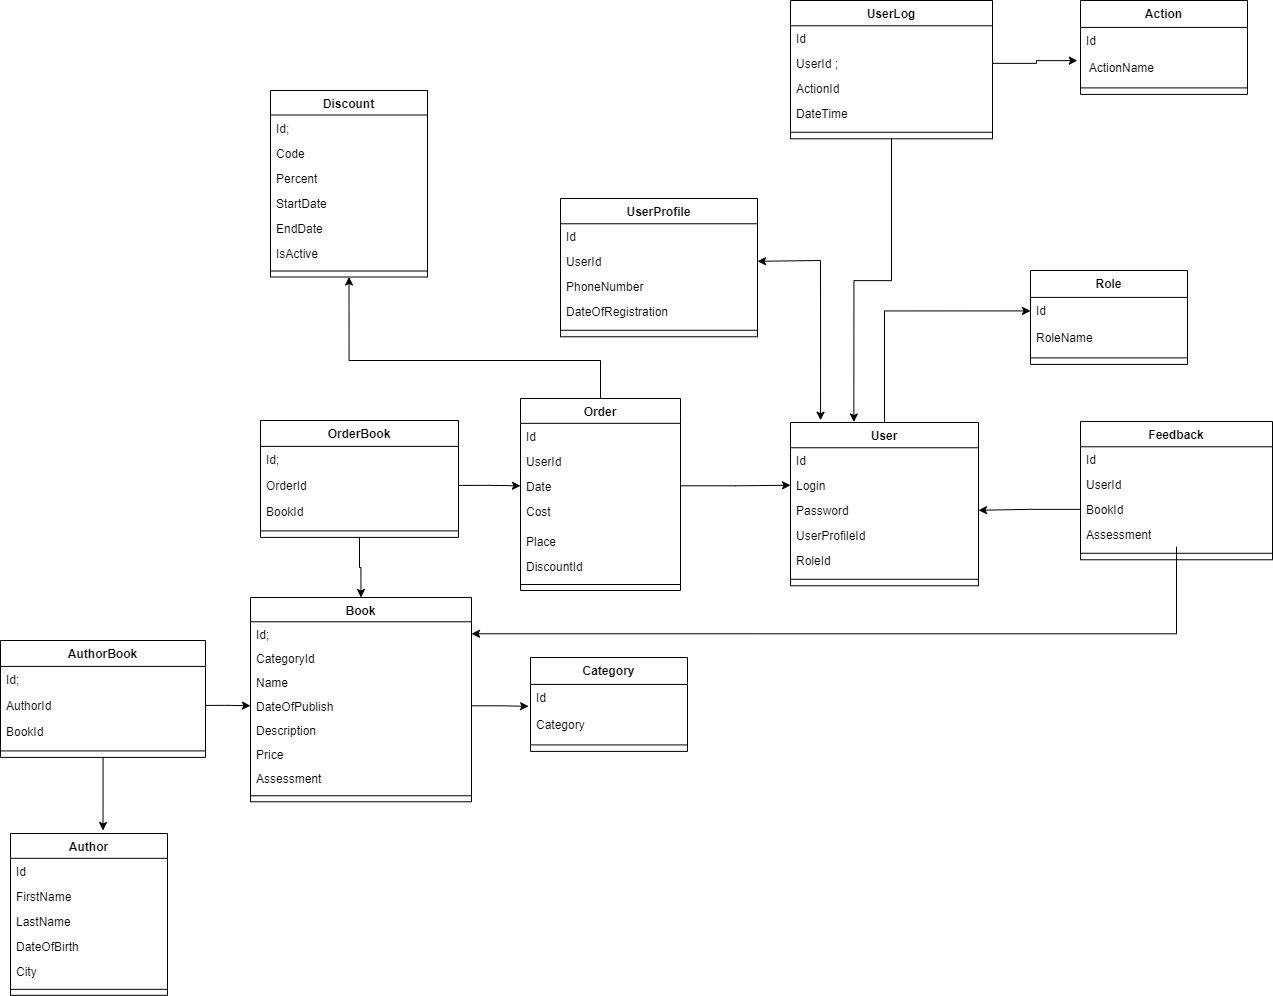 UserLog
Id
UserId ;
ActionId
DateTime
Action
Id
ActionName
Discount
Id;
Code
Percent
StartDate
EndDate
IsActive
UserProfile
Id
UserId
PhoneNumber
DateOfRegistration
Role
Id
RoleName
OrderBook
Id;
OrderId
BookId
Order
Id
UserId
Date
Cost
Place
DiscountId
User
Id
Login
Password
UserProfileId
RoleId
Feedback
Id
UserId
BookId
Assessment
Book
Id;
CategoryId
Name
DateOfPublish
Description
Price
Assessment
AuthorBook
Id;
AuthorId
BookId
Category
Id
Category
Author
Id
FirstName
LastName
DateOfBirth
City